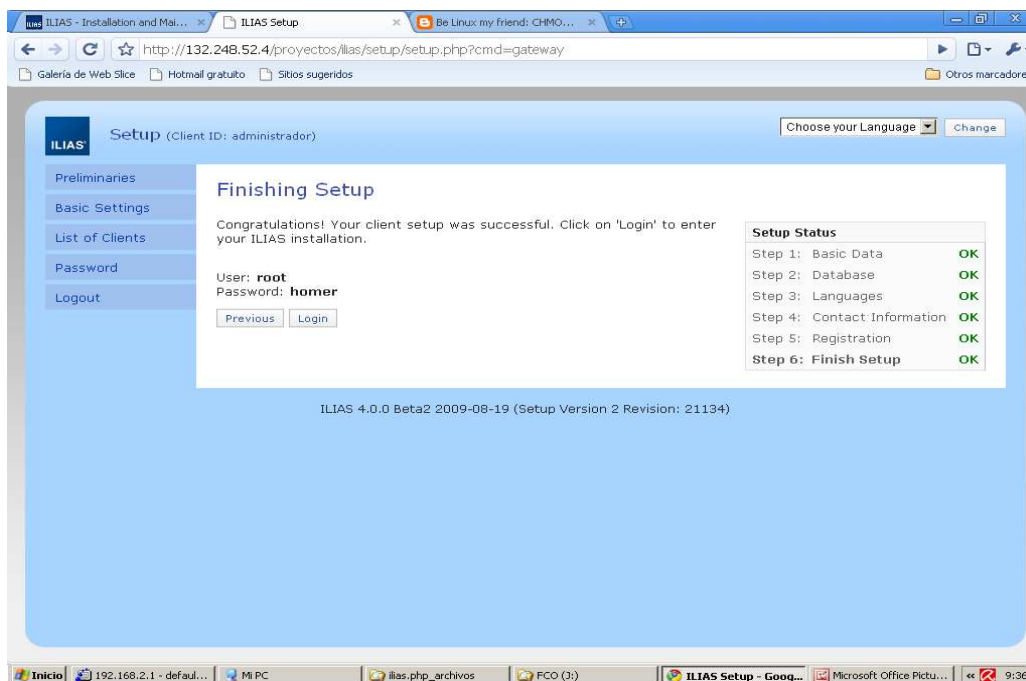 ILIAS - Installation and Mai...
ILIAS Setup
Be Linux my friend: CHMO...
http://132.248.52.4/proyectos/ilias/setup/setup.php?cmd=gateway
Galería de Web Slice
Hotmail gratuito
Sitios sugeridos
Otros marcadore
ILIAS
Setup (Client ID: administrador)
Choose your Language
Change
Preliminaries
Basic Settings
List of Clients
Password
Logout
Finishing Setup
Congratulations! Your client setup was successful. Click on 'Login' to enter
your ILIAS installation.
User: root
Password: homer
Previous
Login
Setup Status
Step 1: Basic Data OK
Step 2: Database OK
Step 3: Languages OK
Step 4: Contact Information OK
Step 5: Registration OK
Step 6: Finish Setup OK
ILIAS 4.0.0 Beta2 2009-08-19 (Setup Version 2 Revision: 21134)
Inicio
192.168.2.1 - defaul...
Mi PC
ilias.php_archivos
FCO (J:)
ILIAS Setup - Goog...
Microsoft Office Pictu...
9:36